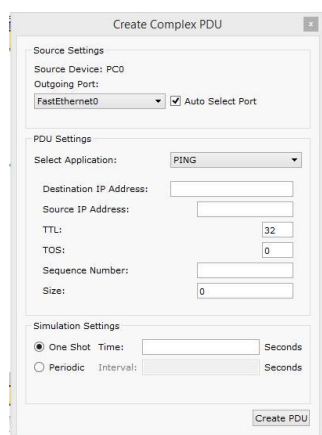 Create Complex PDU
x
Source Settings
Source Device: PC0
Outgoing Port:
FastEthernet0 Auto Select Port
PDU Settings
Select Application: PING
Destination IP Address:
Source IP Address:
TTL: 32
TOS: 0
Sequence Number:
Size: 0
Simulation Settings
One Shot Time: Seconds
Periodic Interval: Seconds
Create PDU